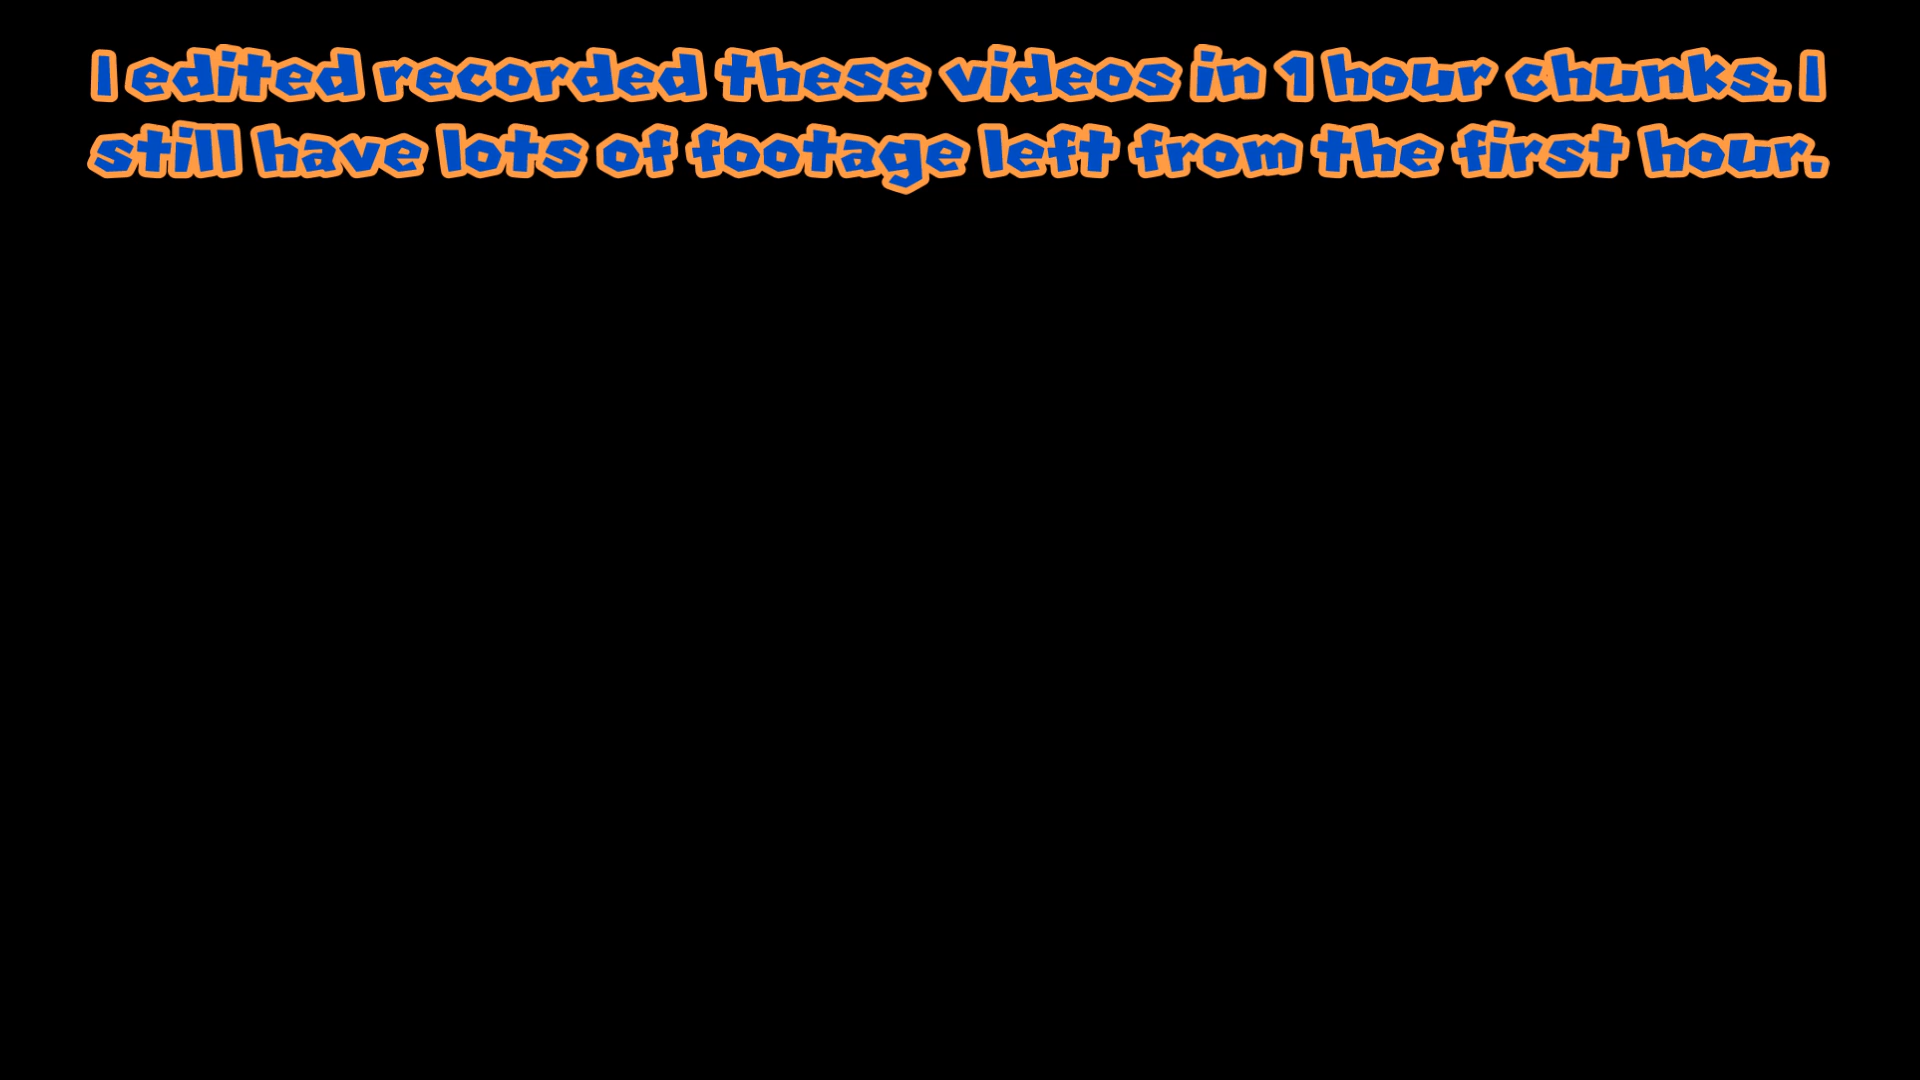 I edited recorded these videos in 1 hour chunks. I
still have lots of footage left from the first hour.